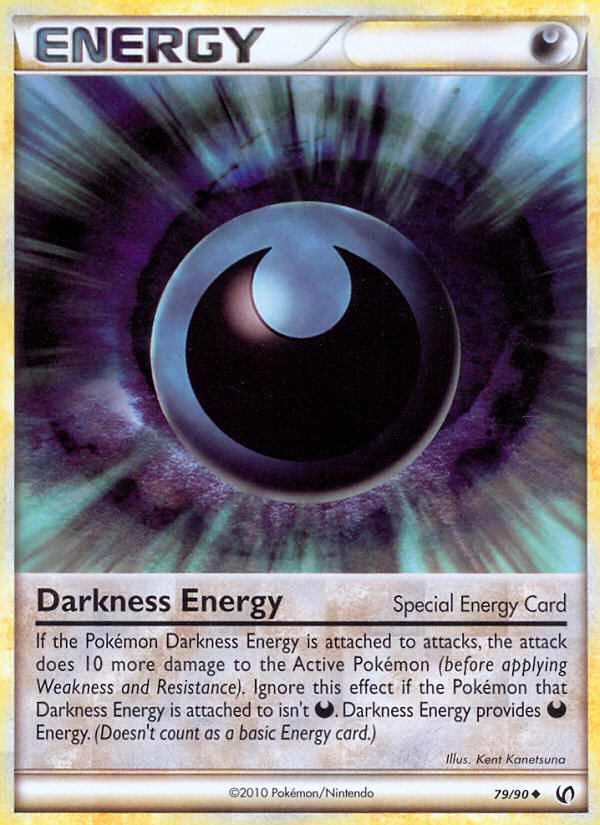 ENERGY
Darkness Energy
Special Energy Card
If the Pokémon Darkness Energy is attached to attacks, the attack
does 10 more damage to the Active Pokémon (before applying
Weakness and Resistance). Ignore this effect if the Pokémon that
Darkness Energy is attached to isn't . Darkness Energy provides
Energy. (Doesn't count as a basic Energy card.)
Illus. Kent Kanetsuna
©2010 Pokémon/Nintendo
79/90